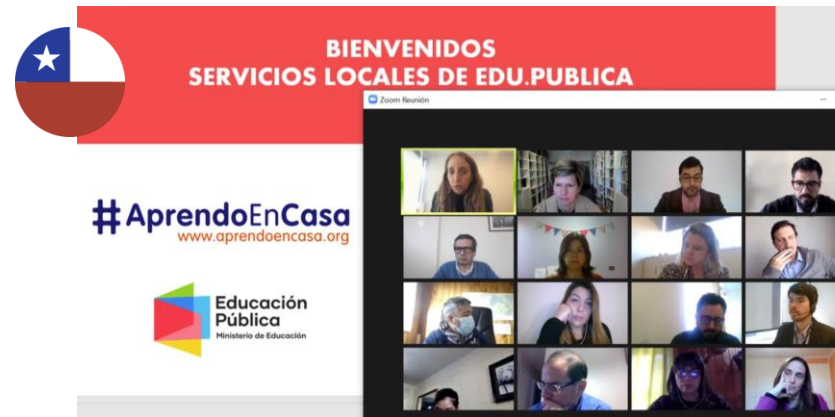 BIENVENIDOS
SERVICIOS LOCALES DE EDU.PUBLICA
Zoom Reunión
#AprendoEnCasa
www.aprendoencasa.org
Educación
Pública
Ministerio de Educación